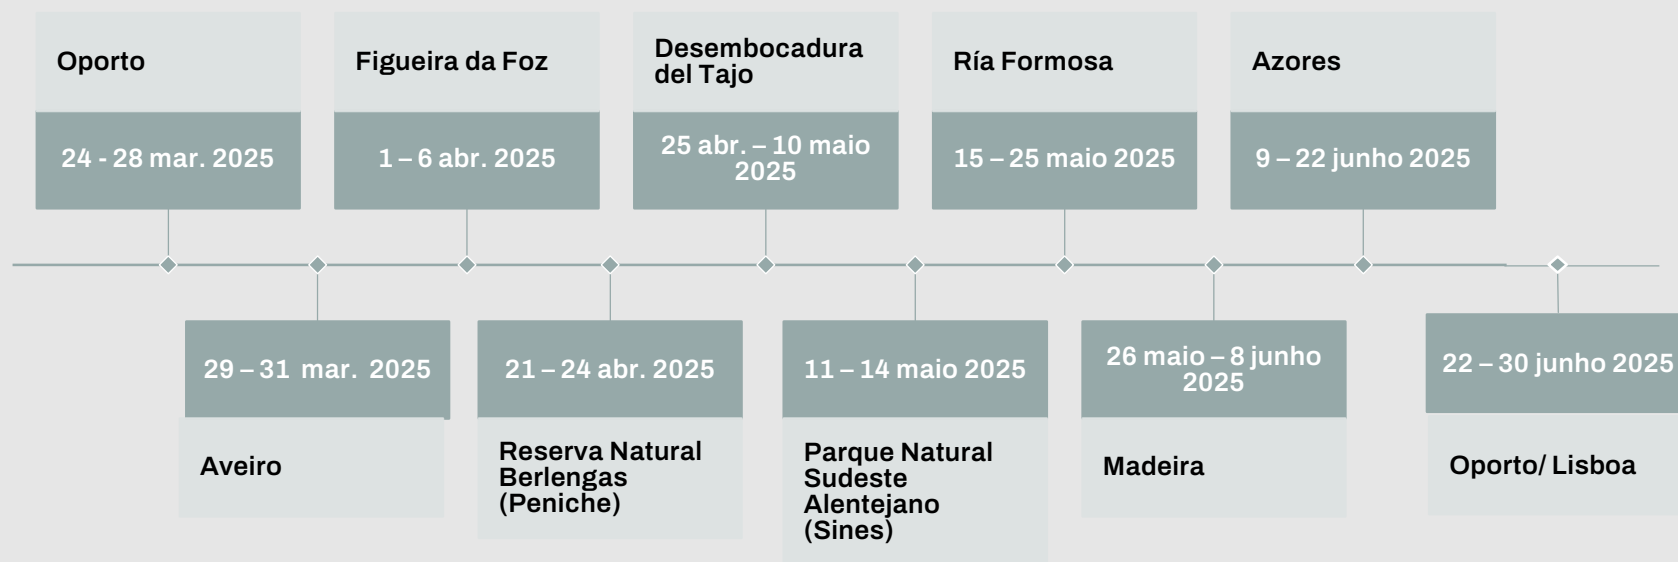 Oporto
24 - 28 mar. 2025
Figueira da Foz
1 – 6 abr. 2025
Desembocadura
del Tajo
25 abr. – 10 maio
2025
Ría Formosa
15 – 25 maio 2025
Azores
9 – 22 junho 2025
29 – 31 mar. 2025
Aveiro
21 – 24 abr. 2025
Reserva Natural
Berlengas
(Peniche)
11 – 14 maio 2025
Parque Natural
Sudeste
Alentejano
(Sines)
26 maio – 8 junho
2025
Madeira
22 – 30 junho 2025
Oporto/ Lisboa